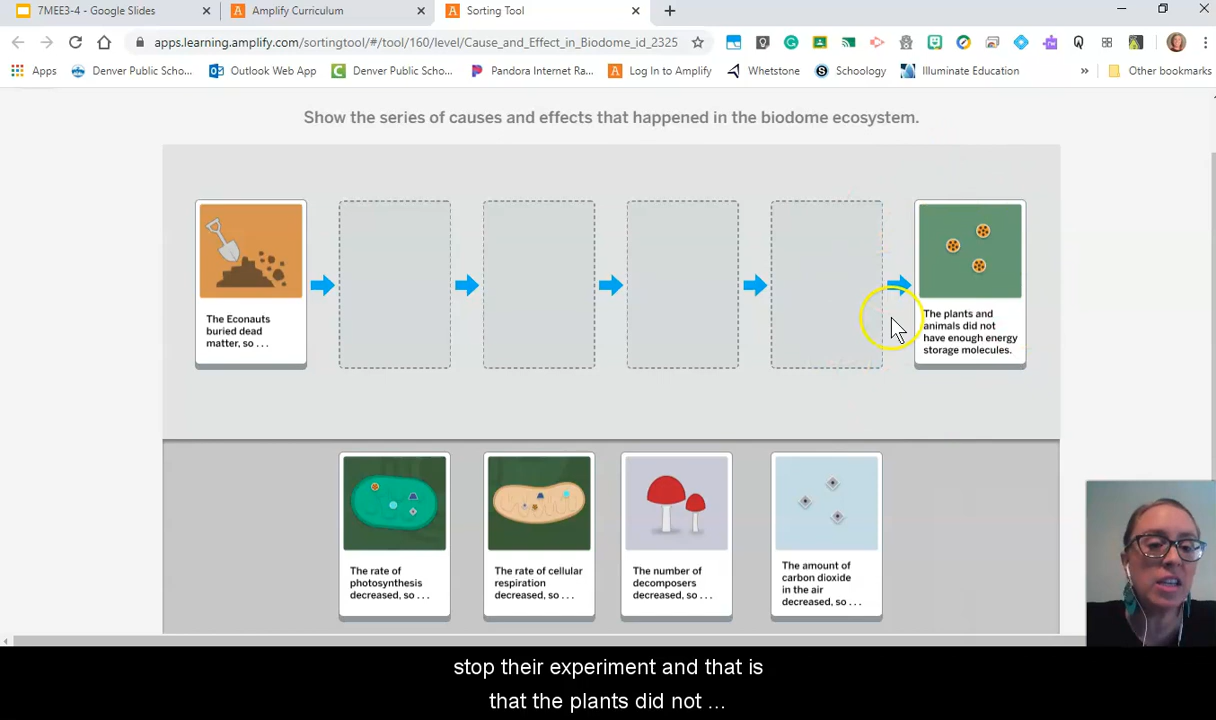 7MEE3-4 - Google Slides
Amplify Curriculum
Sorting Tool
apps.learning.amplify.com/sortingtool/#/tool/160/level/Cause_and_Effect_in_Biodome_id_2325
Apps
Denver Public Scho...
Outlook Web App
Denver Public Scho...
Pandora Internet Ra...
Log In to Amplify
Whetstone
Schoology
Illuminate Education
»
Other bookmarks
Show the series of causes and effects that happened in the biodome ecosystem.
The Econauts
buried dead
matter, so . . .
The plants and
animals did not
have enough energy
storage molecules.
The rate of
photosynthesis
decreased, so . . .
The rate of cellular
respiration
decreased, so . . .
The number of
decomposers
decreased, so . . .
The amount of
carbon dioxide
in the air
decreased, so . . .
stop their experiment and that is
that the plants did not ...